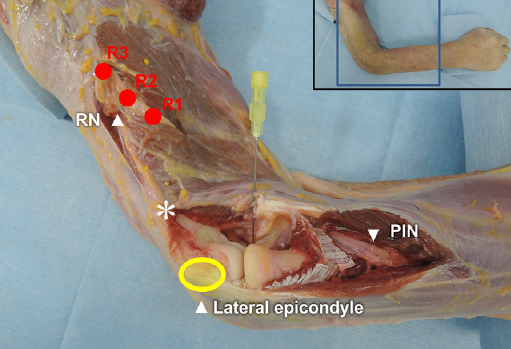 R3
R2
R1
RN
*
PIN
Lateral epicondyle